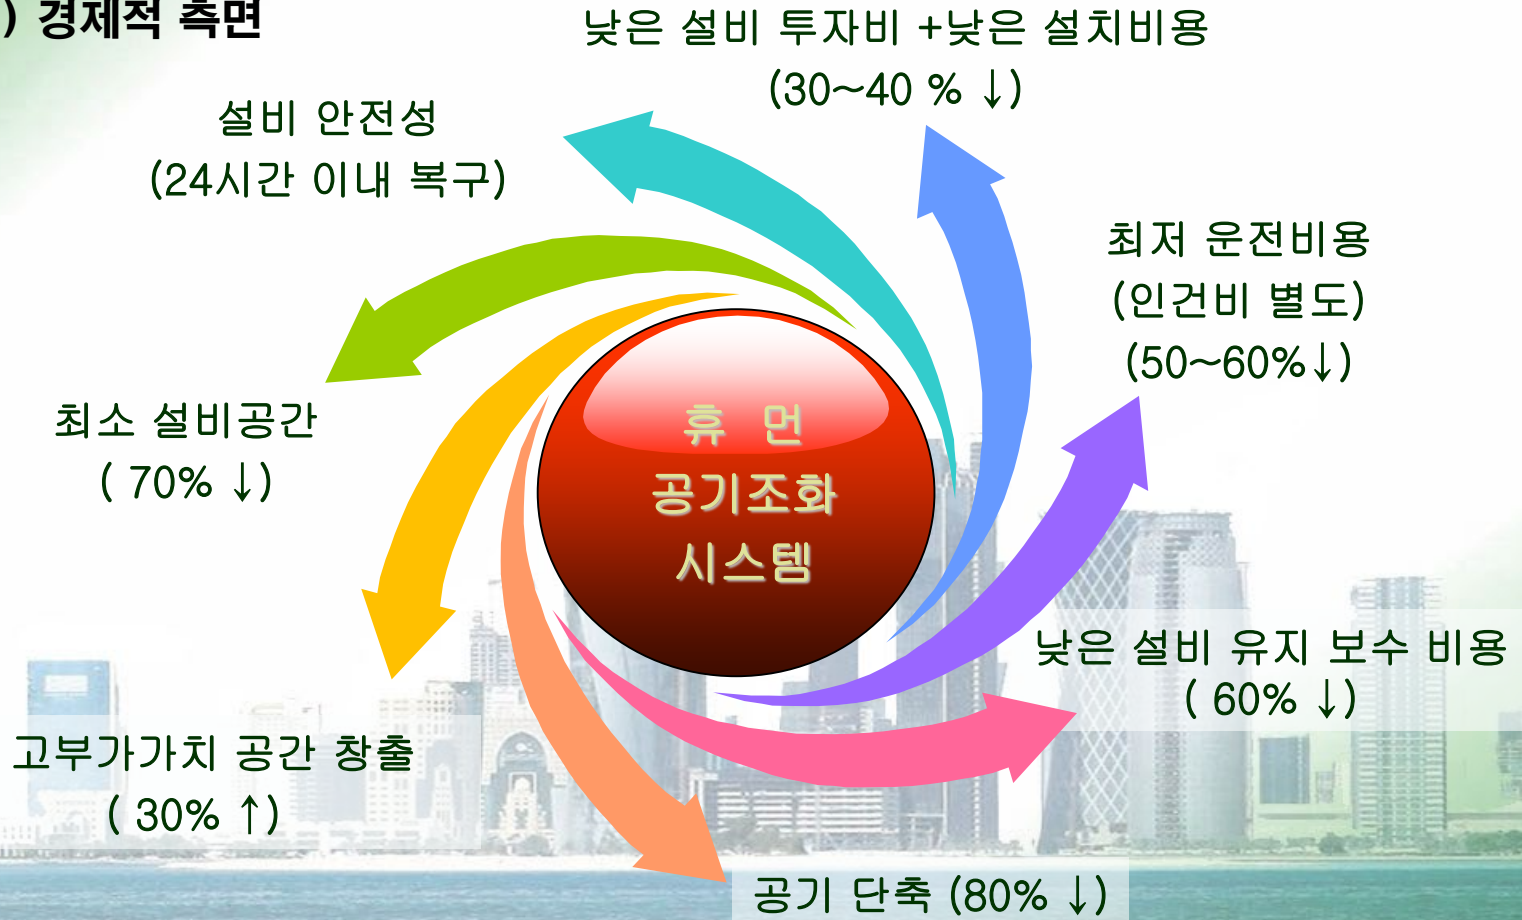 ) 경제적 측면
낮은 설비 투자비 +낮은 설치비용
(30~40 % ↓)
설비 안전성
(24시간 이내 복구)
최저 운전비용
(인건비 별도)
(50~60%↓)
최소 설비공간
( 70% ↓)
휴 먼
공기조화
시스템
낮은 설비 유지 보수 비용
( 60% ↓)
고부가가치 공간 창출
( 30% ↑)
공기 단축 (80% ↓)